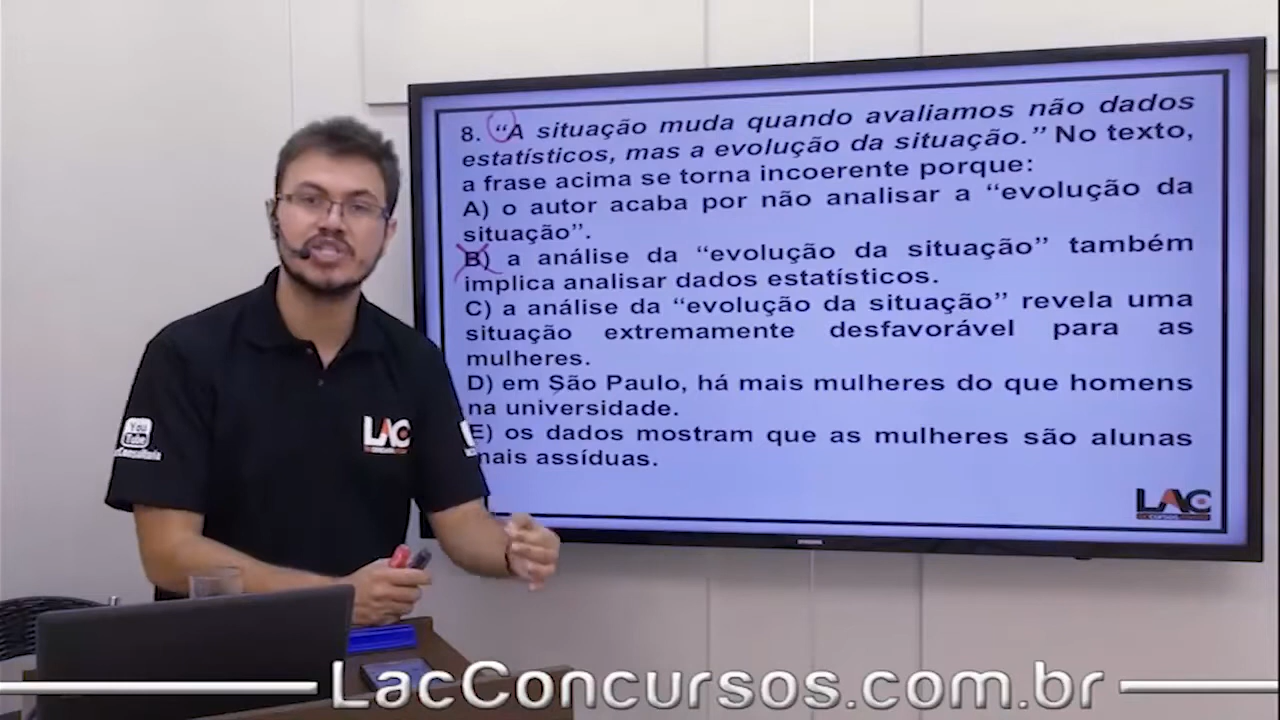 8. “A situação muda quando avaliamos não dados
estatísticos, mas a evolução da situação.” No texto,
a frase acima se torna incoerente porque:
A) o autor acaba por não analisar a “evolução da
situação”.
B) a análise da “evolução da situação” também
implica analisar dados estatísticos.
C) a análise da “evolução da situação” revela uma
situação extremamente desfavorável para as
mulheres.
D) em São Paulo, há mais mulheres do que homens
na universidade.
E) os dados mostram que as mulheres são alunas
mais assíduas.
LAC
You
Tube
LAC
LacConcursos.com.br